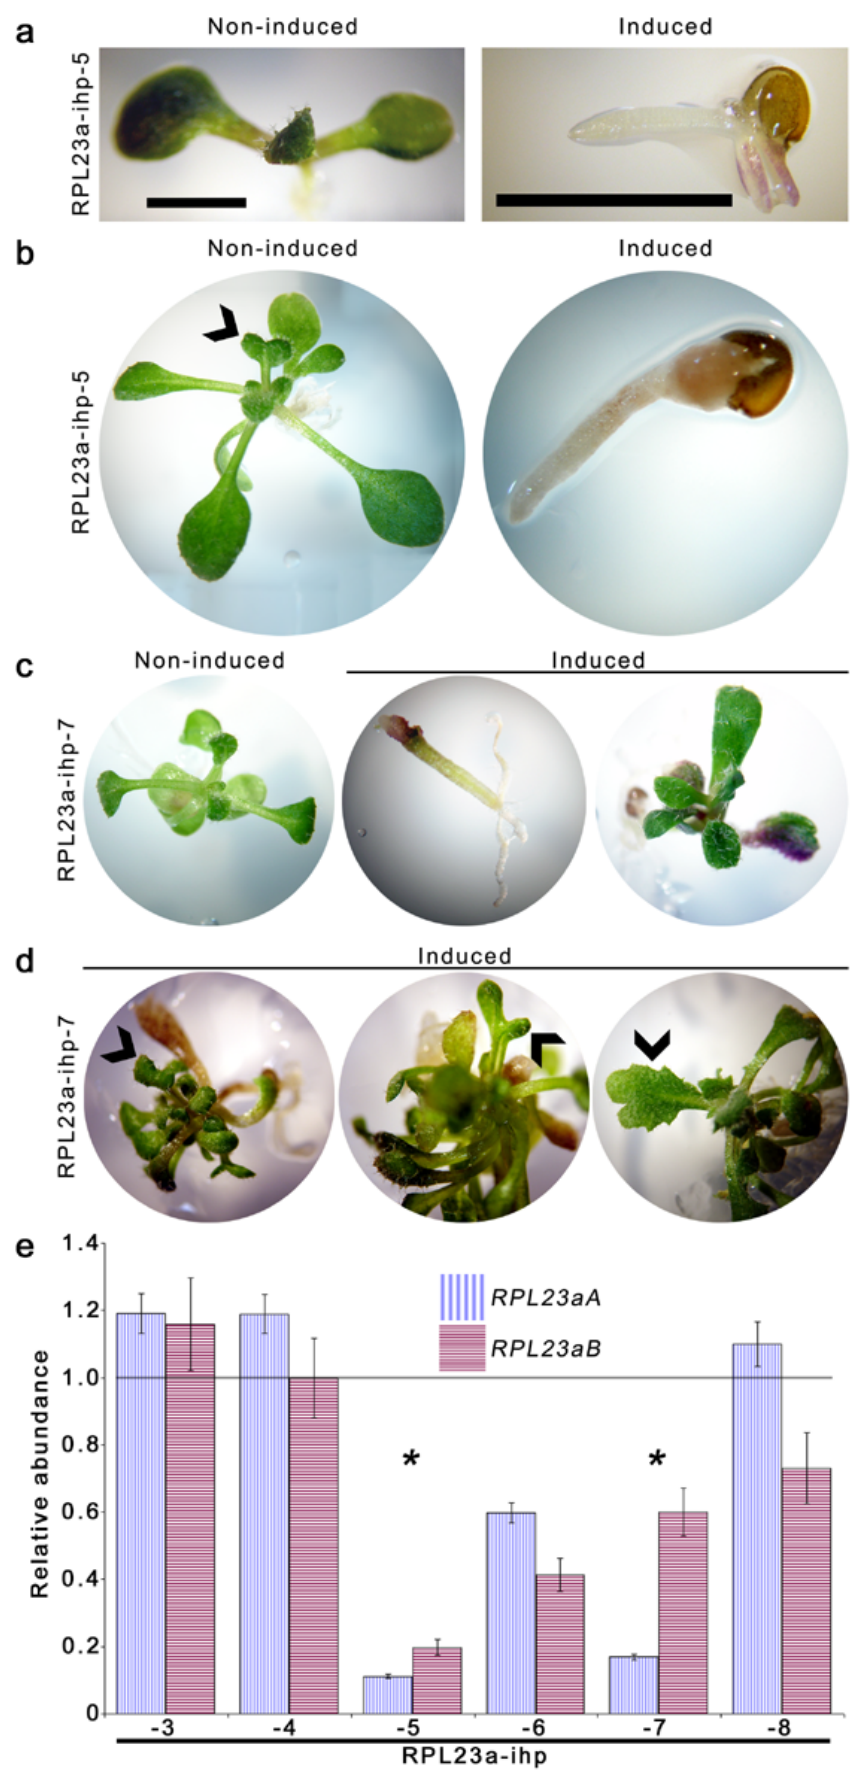 a
Non-induced
Induced
RPL23a-ihp-5
b
Non-induced
Induced
RPL23a-ihp-5
c
Non-induced
Induced
RPL23a-ihp-7
d
Induced
RPL23a-ihp-7
e
1.4
1.2
1.0
0.8
0.6
0.4
0.2
0
Relative abundance
RPL23aA
RPL23aB
*
*
-3 -4 -5 -6 -7 -8
RPL23a-ihp